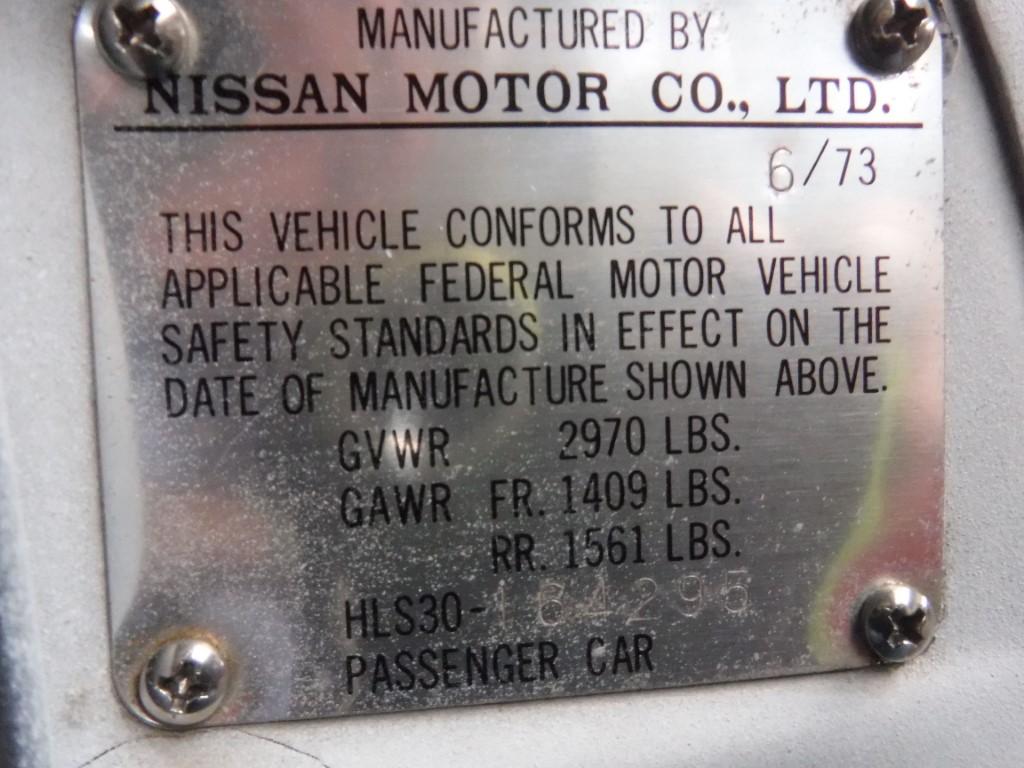 MANUFACTURED BY
NISSAN MOTOR CO., LTD.
6/73
THIS VEHICLE CONFORMS TO ALL
APPLICABLE FEDERAL MOTOR VEHICLE
SAFETY STANDARDS IN EFFECT ON THE
DATE OF MANUFACTURE SHOWN ABOVE.
GVWR 2970 LBS.
GAWR FR. 1409 LBS.
RR. 1561 LBS.
HLS30-164295
PASSENGER CAR